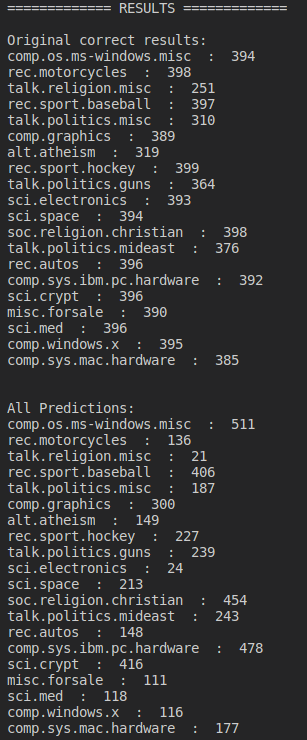 ============= RESULTS =============
Original correct results:
comp.os.ms-windows.misc  :  394
rec.motorcycles  :  398
talk.religion.misc  :  251
rec.sport.baseball  :  397
talk.politics.misc  :  310
comp.graphics  :  389
alt.atheism  :  319
rec.sport.hockey  :  399
talk.politics.guns  :  364
sci.electronics  :  393
sci.space  :  394
soc.religion.christian  :  398
talk.politics.mideast  :  376
rec.autos  :  396
comp.sys.ibm.pc.hardware  :  392
sci.crypt  :  396
misc.forsale  :  390
sci.med  :  396
comp.windows.x  :  395
comp.sys.mac.hardware  :  385
All Predictions:
comp.os.ms-windows.misc  :  511
rec.motorcycles  :  136
talk.religion.misc  :  21
rec.sport.baseball  :  406
talk.politics.misc  :  187
comp.graphics  :  300
alt.atheism  :  149
rec.sport.hockey  :  227
talk.politics.guns  :  239
sci.electronics  :  24
sci.space  :  213
soc.religion.christian  :  454
talk.politics.mideast  :  243
rec.autos  :  148
comp.sys.ibm.pc.hardware  :  478
sci.crypt  :  416
misc.forsale  :  111
sci.med  :  118
comp.windows.x  :  116
comp.sys.mac.hardware  :  177